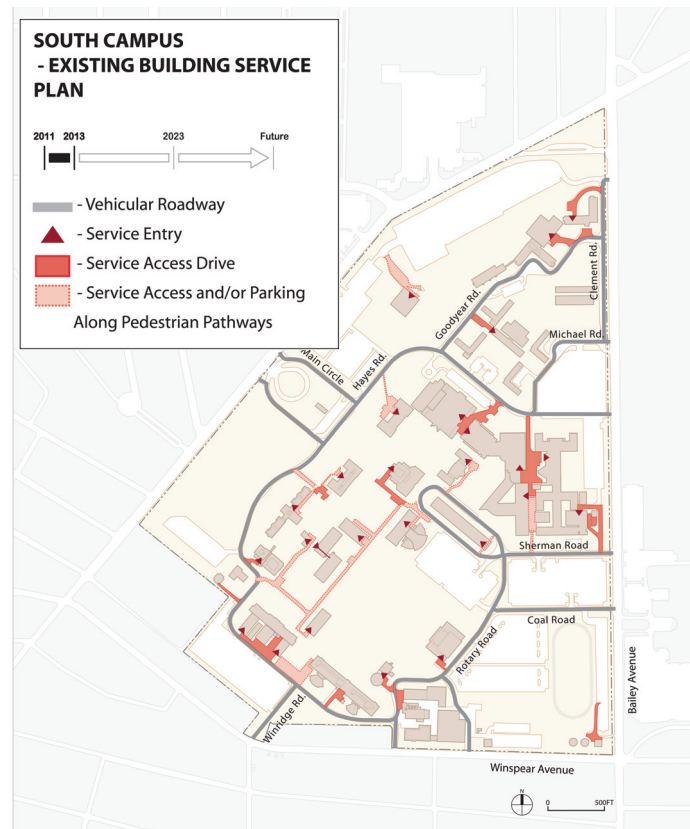 SOUTH CAMPUS
- EXISTING BUILDING SERVICE
PLAN
2011 2013 2023 Future
- Vehicular Roadway
- Service Entry
- Service Access Drive
- Service Access and/or Parking
Along Pedestrian Pathways
Clement Rd.
Goodyear Rd.
Michael Rd.
Main Circle
Hayes Rd.
Sherman Road
Coal Road
Rotary Road
Bailey Avenue
Winridge Rd.
Winspear Avenue
N
0 500FT